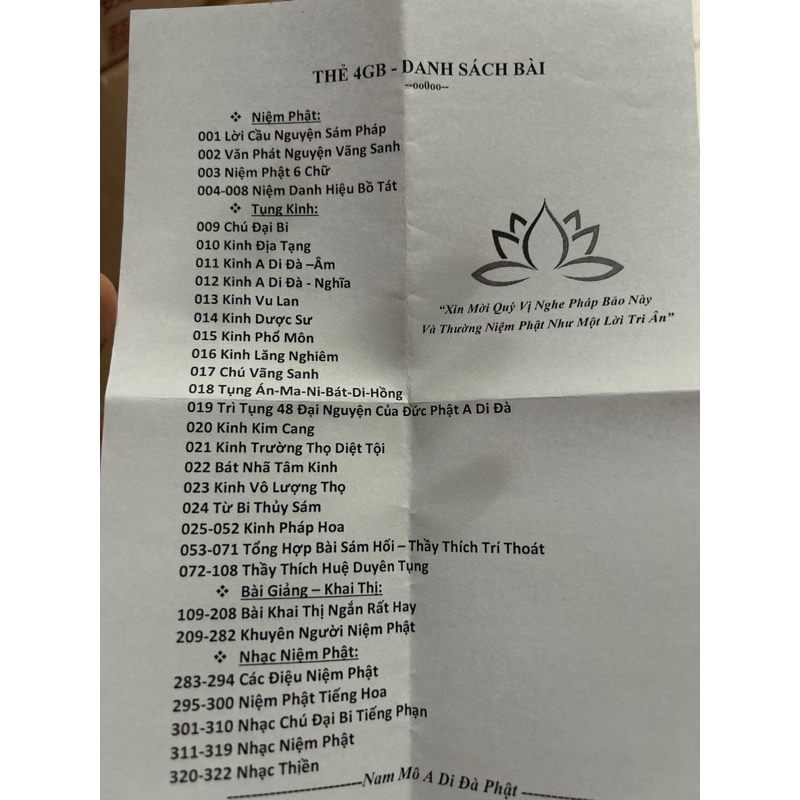 THẺ 4GB - DANH SÁCH BÀI
--oo0oo--
❖ Niệm Phật:
001 Lời Cầu Nguyện Sám Pháp
002 Văn Phát Nguyện Vãng Sanh
003 Niệm Phật 6 Chữ
004-008 Niệm Danh Hiệu Bồ Tát
❖ Tụng Kinh:
009 Chú Đại Bi
010 Kinh Địa Tạng
011 Kinh A Di Đà –Âm
012 Kinh A Di Đà - Nghĩa
013 Kinh Vu Lan
014 Kinh Dược Sư
015 Kinh Phổ Môn
016 Kinh Lăng Nghiêm
017 Chú Vãng Sanh
018 Tụng Án-Ma-Ni-Bát-Di-Hồng
019 Trì Tụng 48 Đại Nguyện Của Đức Phật A Di Đà
020 Kinh Kim Cang
021 Kinh Trường Thọ Diệt Tội
022 Bát Nhã Tâm Kinh
023 Kinh Vô Lượng Thọ
024 Từ Bi Thủy Sám
025-052 Kinh Pháp Hoa
053-071 Tổng Hợp Bài Sám Hối – Thầy Thích Trí Thoát
072-108 Thầy Thích Huệ Duyên Tụng
❖ Bài Giảng – Khai Thị:
109-208 Bài Khai Thị Ngắn Rất Hay
209-282 Khuyên Người Niệm Phật
❖ Nhạc Niệm Phật:
283-294 Các Điệu Niệm Phật
295-300 Niệm Phật Tiếng Hoa
301-310 Nhạc Chú Đại Bi Tiếng Phạn
311-319 Nhạc Niệm Phật
320-322 Nhạc Thiền
“Xin Mời Quý Vị Nghe Pháp Bảo Này
Và Thường Niệm Phật Như Một Lời Tri Ân”
--------------------Nam Mô A Di Đà Phật---------------